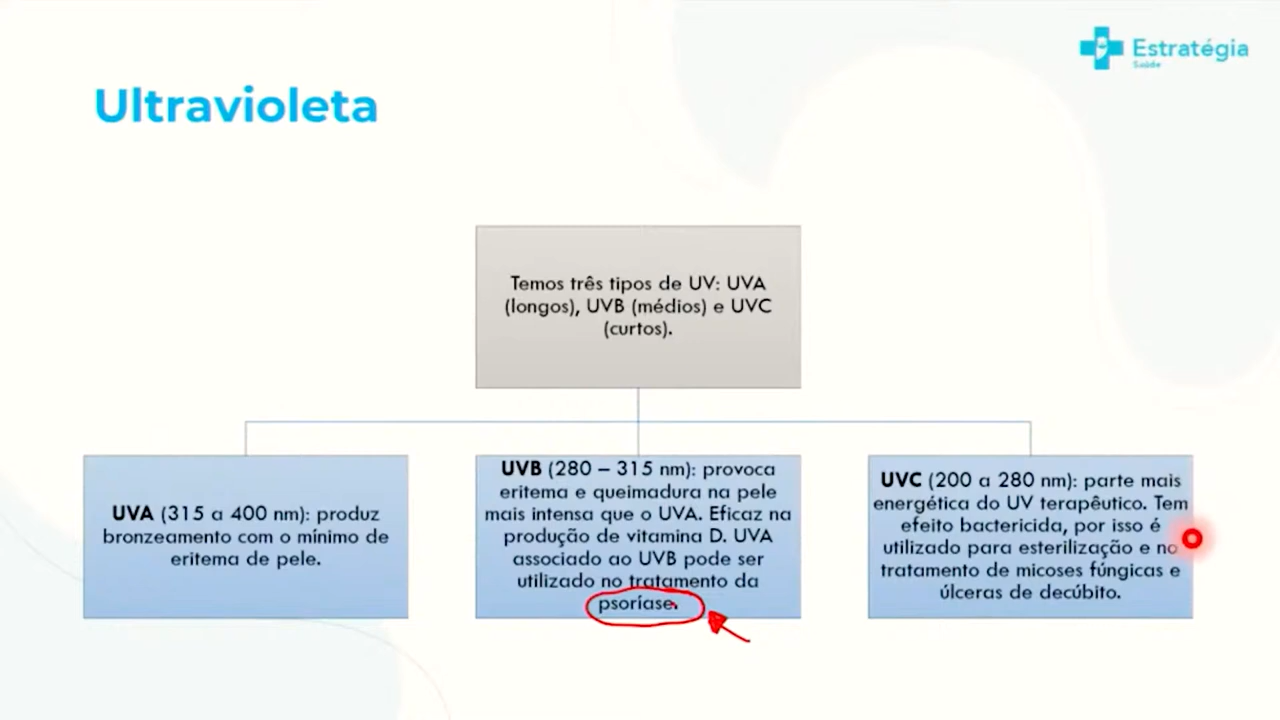 Estratégia
Saúde
Ultravioleta
Temos três tipos de UV: UVA
(longos), UVB (médios) e UVC
(curtos).
UVA (315 a 400 nm): produz
bronzeamento com o mínimo de
eritema de pele.
UVB (280 – 315 nm): provoca
eritema e queimadura na pele
mais intensa que o UVA. Eficaz na
produção de vitamina D. UVA
associado ao UVB pode ser
utilizado no tratamento da
psoríase.
UVC (200 a 280 nm): parte mais
energética do UV terapêutico. Tem
efeito bactericida, por isso é
utilizado para esterilização e no
tratamento de micoses fúngicas e
úlceras de decúbito.